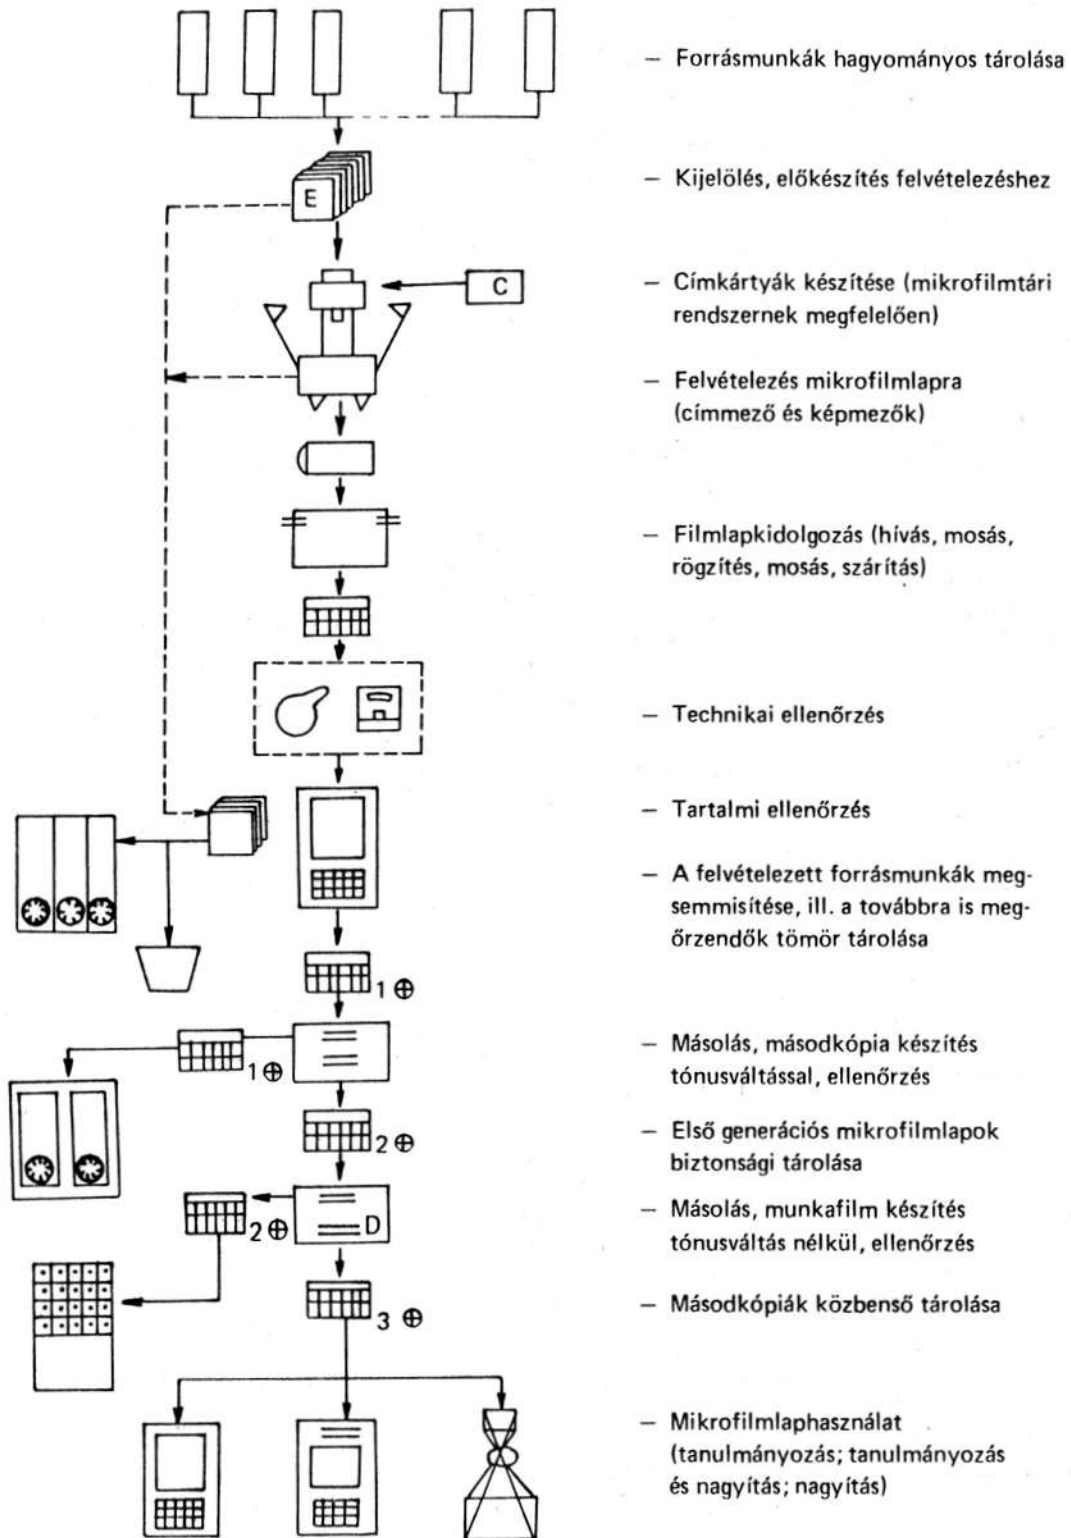 — Forrásmunkák hagyományos tárolása
E
— Kijelölés, előkészítés felvételezéshez
C
— Címkártyák készítése (mikrofilmtári
rendszernek megfelelően)
— Felvételezés mikrofilmlapra
(címmező és képmezők)
— Filmlapkidolgozás (hívás, mosás,
rögzítés, mosás, szárítás)
— Technikai ellenőrzés
— Tartalmi ellenőrzés
— A felvételezett forrásmunkák meg-
semmisítése, ill. a továbbra is meg-
őrzendők tömör tárolása
1 ⊕
— Másolás, másodkópia készítés
tónusváltással, ellenőrzés
1 ⊕
2 ⊕
— Első generációs mikrofilmlapok
biztonsági tárolása
— Másolás, munkafilm készítés
tónusváltás nélkül, ellenőrzés
2 ⊕
D
— Másodkópiák közbenső tárolása
3 ⊕
— Mikrofilmlaphasználat
(tanulmányozás; tanulmányozás
és nagyítás; nagyítás)